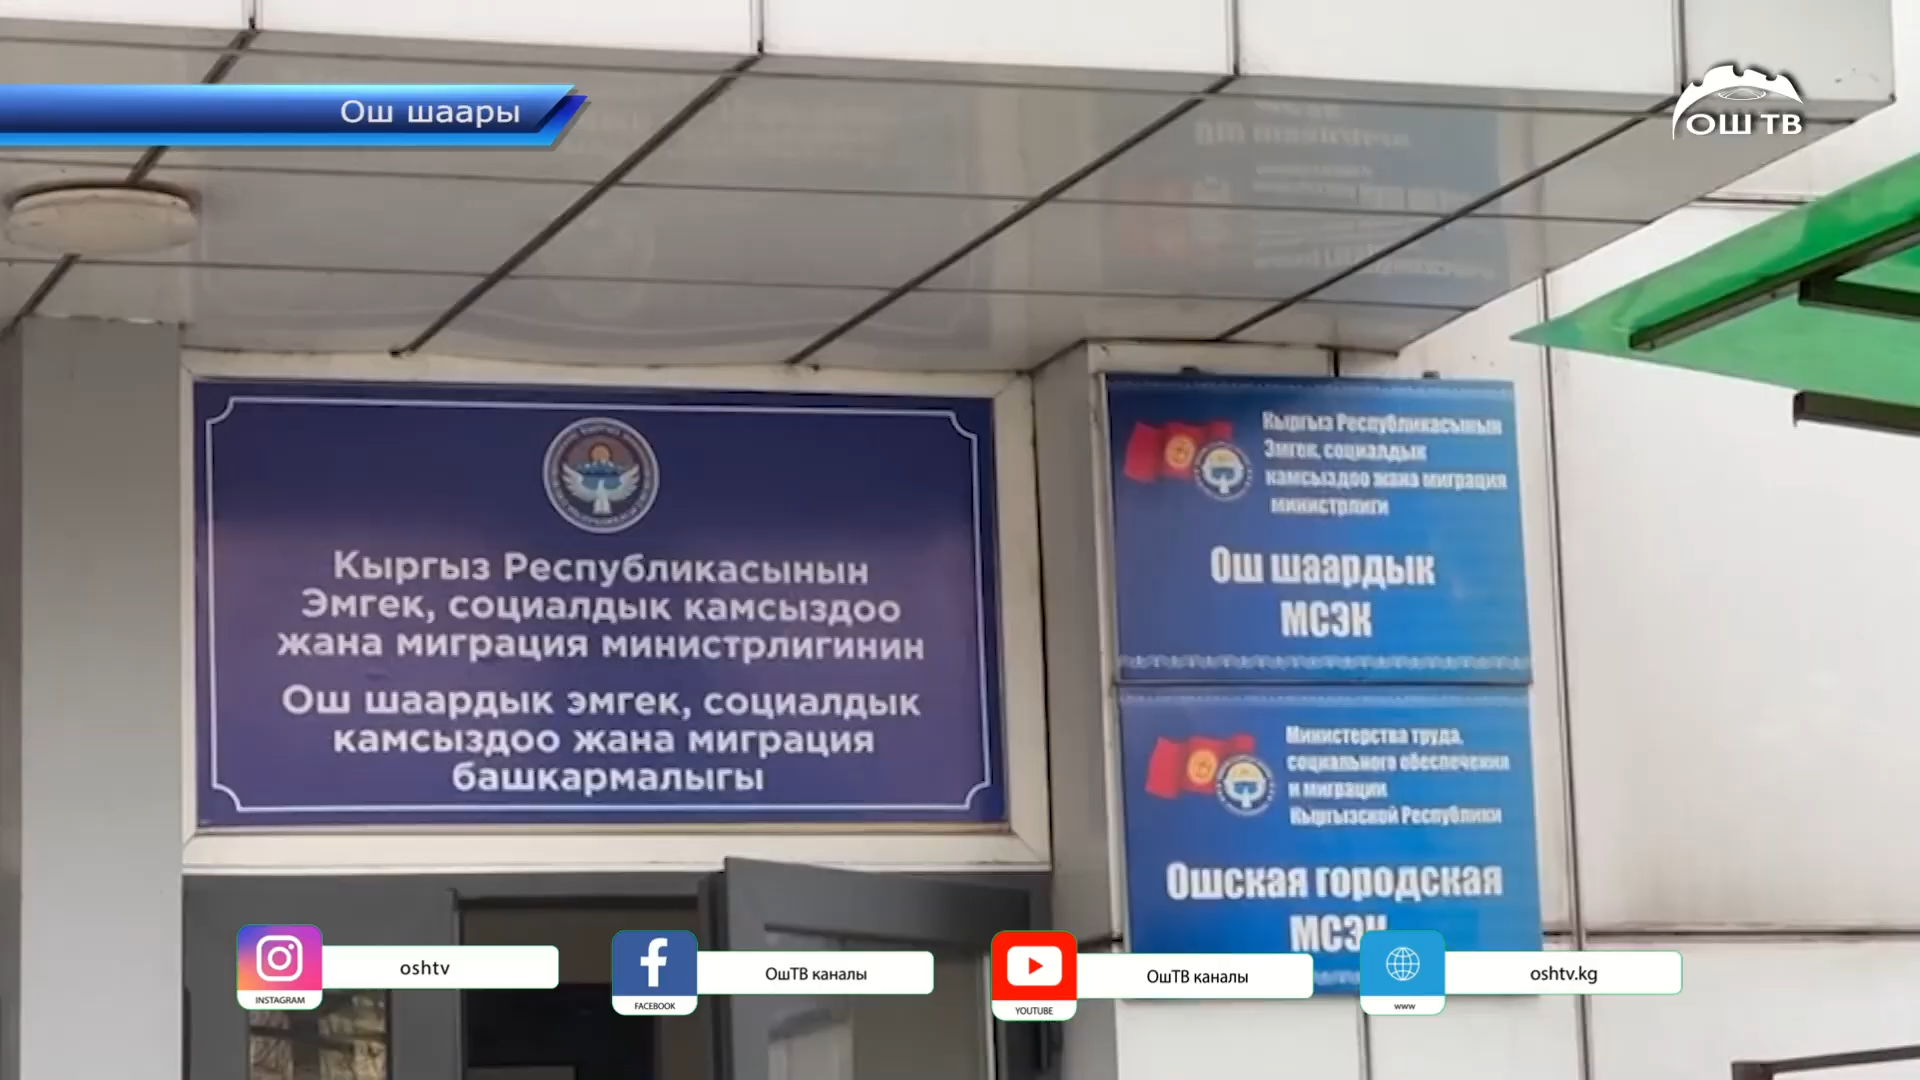 Ош шаары
ОШ ТВ
Кыргыз Республикасынын
Эмгек, социалдык камсыздоо
жана миграция министрлигинин
Ош шаардык эмгек, социалдык
камсыздоо жана миграция
башкармалыгы
Кыргыз Республикасынын
Эмгек, социалдык
камсыздоо жана миграция
министрлиги
Ош шаардык
МСЭК
Министерства труда,
социального обеспечения
и миграции
Кыргызской Республики
Ошская городская
МСЭК
oshtv
INSTAGRAM
ОшТВ каналы
FACEBOOK
ОшТВ каналы
YOUTUBE
oshtv.kg
www